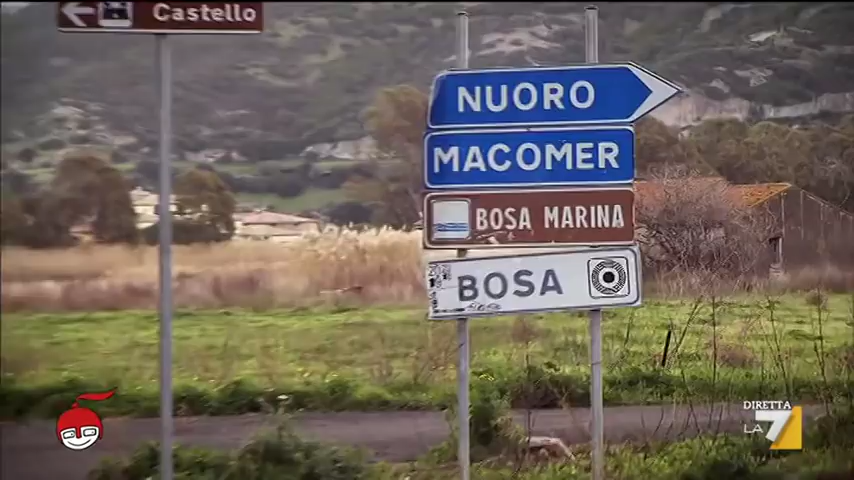 Castello
NUORO
MACOMER
BOSA MARINA
BOSA
DIRETTA
LA 7